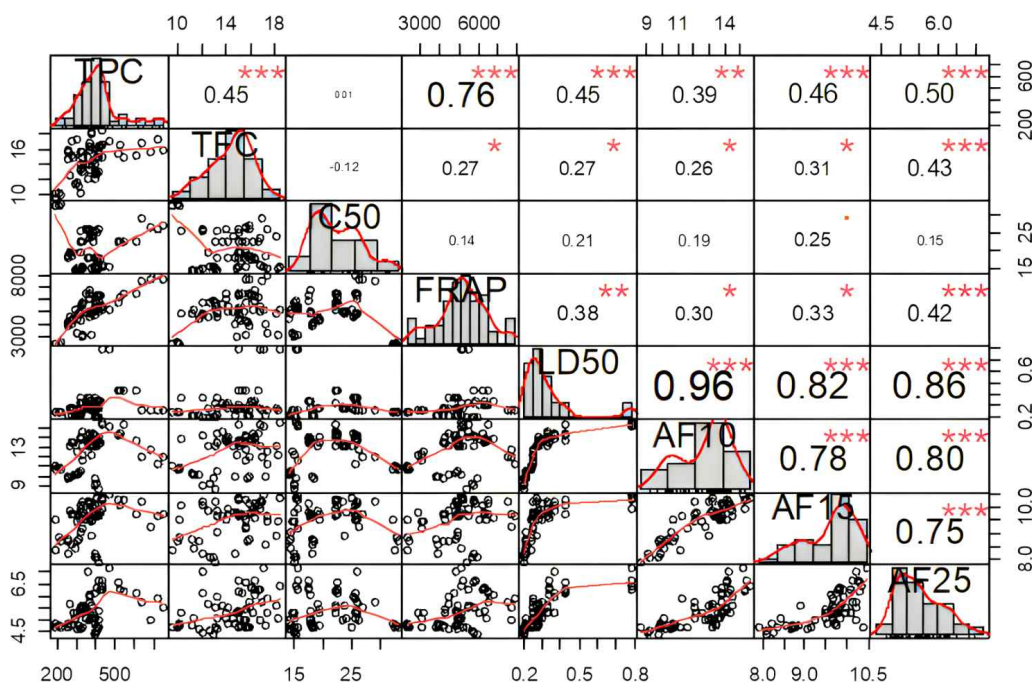 10 14 18 3000 6000 9 11 14 4.5 6.0
TPC *** *** *** ** *** ***
0.45 0.01 0.76 0.45 0.39 0.46 0.50
200 600
TFC * * * * ***
-0.12 0.27 0.27 0.26 0.31 0.43
10 16
C50
0.14 0.21 0.19 0.25 0.15
15 25
FRAP ** * * ***
0.38 0.30 0.33 0.42
3000 8000
LD50 *** *** ***
0.96 0.82 0.86
0.2 0.6
AF10 *** ***
0.78 0.80
9 13
AF15 ***
0.75
8.0 10.0
AF25
4.5 6.5
200 500 15 25 0.2 0.5 0.8 8.0 9.0 10.5